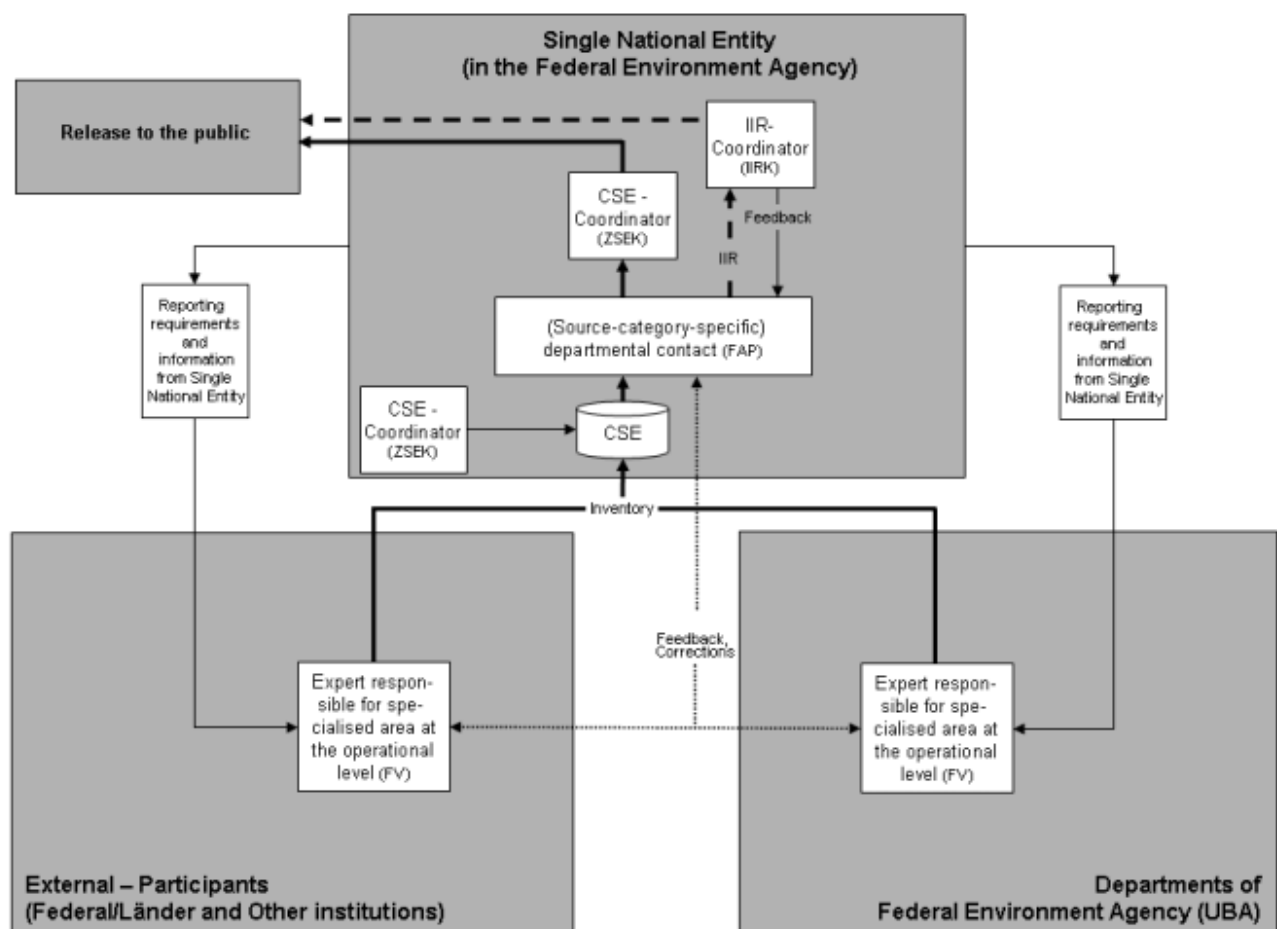 Single National Entity
(in the Federal Environment Agency)
Release to the public
IIR-
Coordinator
(IIRK)
CSE -
Coordinator
(ZSEK)
Feedback
IIR
Reporting
requirements
and
information
from Single
National Entity
Reporting
requirements
and
information
from Single
National Entity
(Source-category-specific)
departmental contact (FAP)
CSE -
Coordinator
(ZSEK)
CSE
Inventory
Feedback,
Corrections
Expert respon-
sible for spe-
cialised area at
the operational
level (FV)
Expert respon-
sible for spe-
cialised area at
the operational
level (FV)
External – Participants
(Federal/Länder and Other institutions)
Departments of
Federal Environment Agency (UBA)